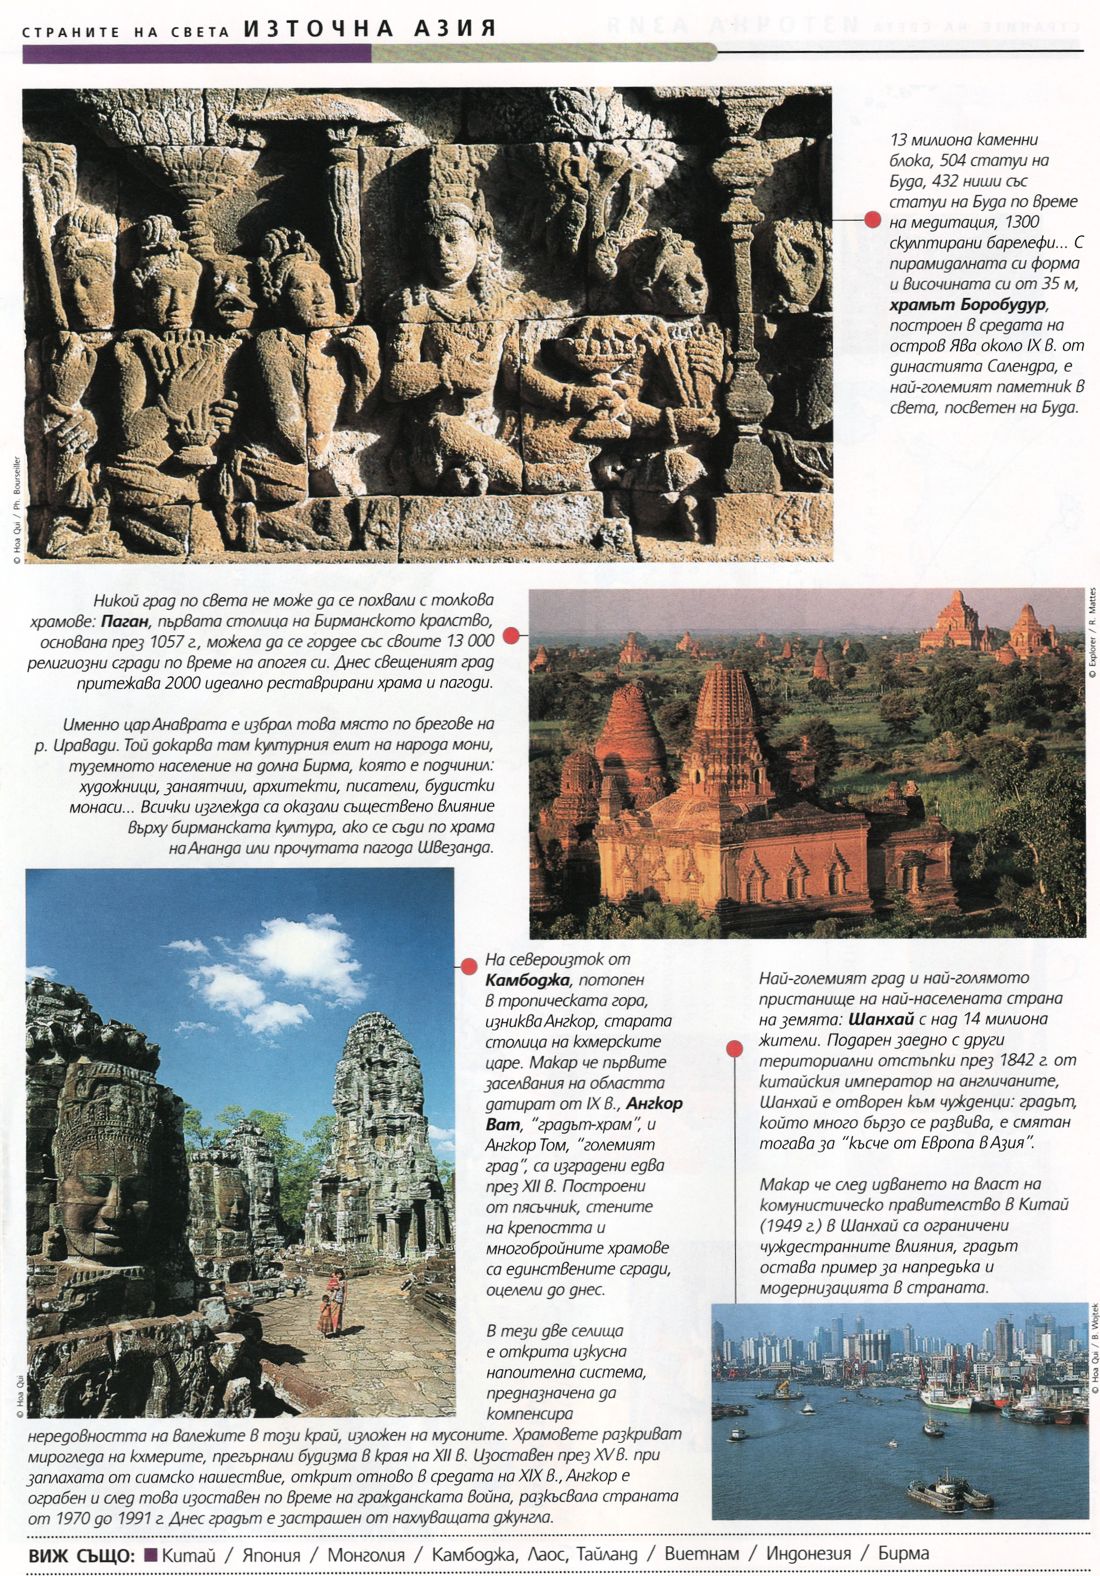 СТРАНИТЕ НА СВЕТА ИЗТОЧНА АЗИЯ
13 милиона каменни
блока, 504 статуи на
Буда, 432 ниши със
статуи на Буда по време
на медитация, 1300
скулптирани барелефи... С
пирамидалната си форма
и височината си от 35 м,
храмът Боробудур,
построен в средата на
остров Ява около IX в. от
династията Салендра, е
най-големият паметник в
света, посветен на Буда.
© Hoa Qui / Ph. Bourseiller
Никой град по света не може да се похвали с толкова
храмове: Паган, първата столица на Бирманското кралство,
основана през 1057 г., можела да се гордее със своите 13 000
религиозни сгради по време на апогея си. Днес свещеният град
притежава 2000 идеално реставрирани храма и пагоди.
Именно цар Анаврата е избрал това място по брегове на
р. Иравади. Той докарва там културния елит на народа мони,
туземното население на долна Бирма, която е подчинил:
художници, занаятчии, архитекти, писатели, будистки
монаси... Всички изглежда са оказали съществено влияние
върху бирманската култура, ако се съди по храма
на Ананда или прочутата пагода Швезанда.
© Explorer / R. Mattes
На североизток от
Камбоджа, потопен
в тропическата гора,
изниква Ангкор, старата
столица на кхмерските
царе. Макар че първите
заселвания на областта
датират от IX в., Ангкор
Ват, "градът-храм", и
Ангкор Том, "големият
град", са изградени едва
през XII в. Построени
от пясъчник, стените
на крепостта и
многобройните храмове
са единствените сгради,
оцелели до днес.
В тези две селища
е открита изкусна
напоителна система,
предназначена да
компенсира
нередовността на валежите в този край, изложен на мусоните. Храмовете разкриват
мирогледа на кхмерите, прегърнали будизма в края на XII в. Изоставен през XV в. при
заплахата от сиамско нашествие, открит отново в средата на XIX в., Ангкор е
ограбен и след това изоставен по време на гражданската война, разкъсвала страната
от 1970 до 1991 г. Днес градът е застрашен от нахлуващата джунгла.
© Hoa Qui
Най-големият град и най-голямото
пристанище на най-населената страна
на земята: Шанхай с над 14 милиона
жители. Подарен заедно с други
териториални отстъпки през 1842 г. от
китайския император на англичаните,
Шанхай е отворен към чужденци: градът,
който много бързо се развива, е смятан
тогава за "късче от Европа в Азия".
Макар че след идването на власт на
комунистическо правителство в Китай
(1949 г.) в Шанхай са ограничени
чуждестранните влияния, градът
остава пример за напредъка и
модернизацията в страната.
© Hoa Qui / B. Wojtek
ВИЖ СЪЩО: Китай / Япония / Монголия / Камбоджа, Лаос, Тайланд / Виетнам / Индонезия / Бирма